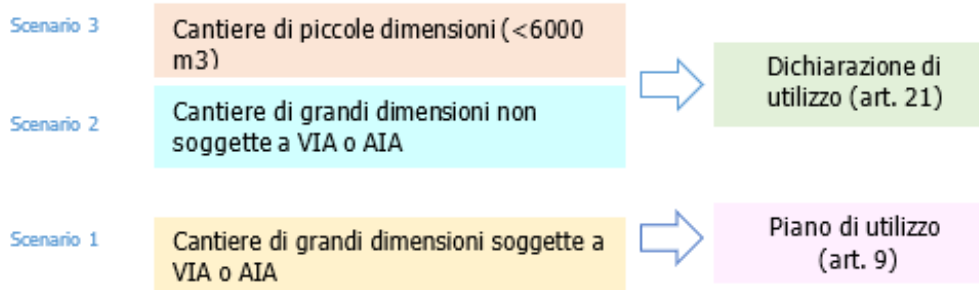 Scenario 3
Cantiere di piccole dimensioni (<6000
m3)
Dichiarazione di
utilizzo (art. 21)
Scenario 2
Cantiere di grandi dimensioni non
soggette a VIA o AIA
Scenario 1
Cantiere di grandi dimensioni soggette a
VIA o AIA
Piano di utilizzo
(art. 9)